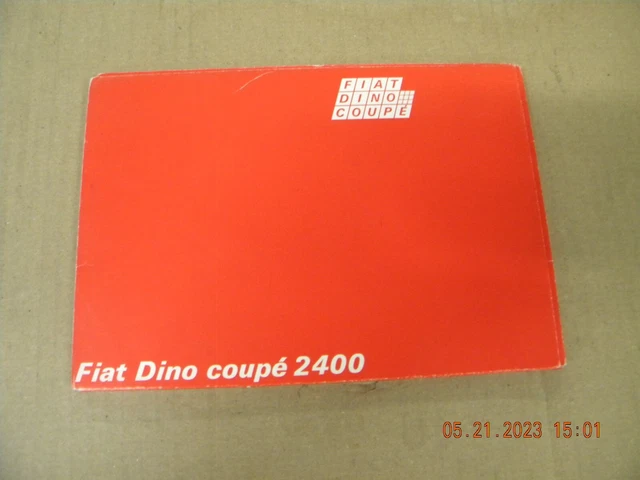 FIAT
DINO
COUPÉ
Fiat Dino coupé 2400
05.21.2023 15:01